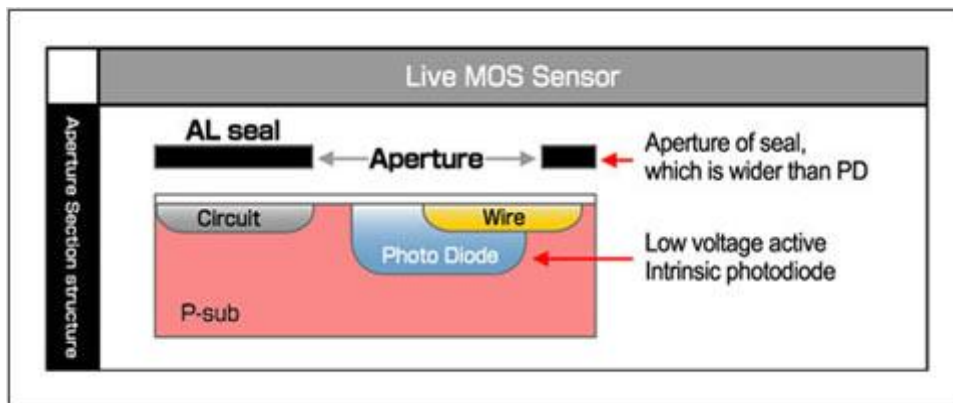 Live MOS Sensor
Aperture Section structure
AL seal
Aperture
Aperture of seal,
which is wider than PD
Circuit
Wire
Photo Diode
Low voltage active
Intrinsic photodiode
P-sub